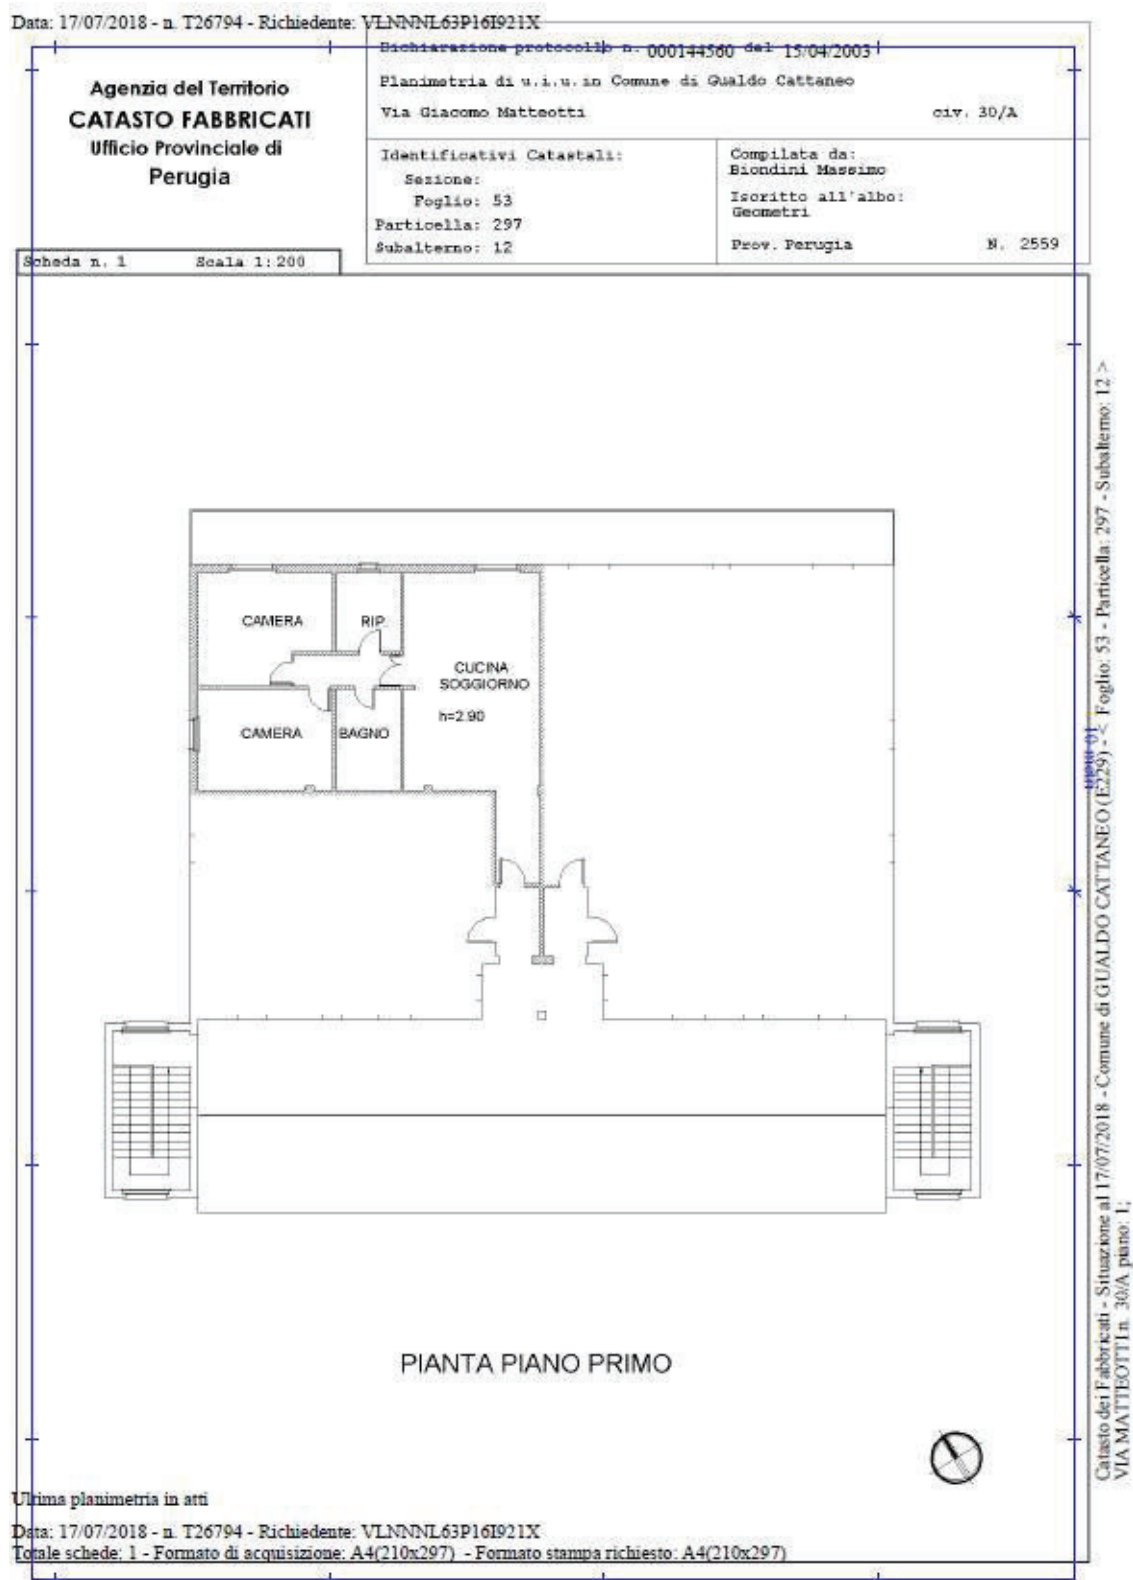 Data: 17/07/2018 - n. T26794 - Richiedente: VLNNNL63P16I921X
Agenzia del Territorio
CATASTO FABBRICATI
Ufficio Provinciale di
Perugia
Dichiarazione protocollo n. 000144560 del 15/04/2003
Planimetria di u.i.u. in Comune di Gualdo Cattaneo
Via Giacomo Matteotti civ. 30/A
Identificativi Catastali:
Sezione:
Foglio: 53
Particella: 297
Subalterno: 12
Compilata da:
Biondini Massimo
Iscritto all'albo:
Geometri
Prov. Perugia N. 2559
Scheda n. 1 Scala 1:200
CAMERA
RIP.
CUCINA
SOGGIORNO
h=2.90
CAMERA
BAGNO
PIANTA PIANO PRIMO
10 metri
Catasto dei Fabbricati - Situazione al 17/07/2018 - Comune di GUALDO CATTANEO (E229) - < Foglio: 53 - Particella: 297 - Subalterno: 12 >
VIA MATTEOTTI n. 30/A piano: 1;
Ultima planimetria in atti
Data: 17/07/2018 - n. T26794 - Richiedente: VLNNNL63P16I921X
Totale schede: 1 - Formato di acquisizione: A4(210x297) - Formato stampa richiesto: A4(210x297)